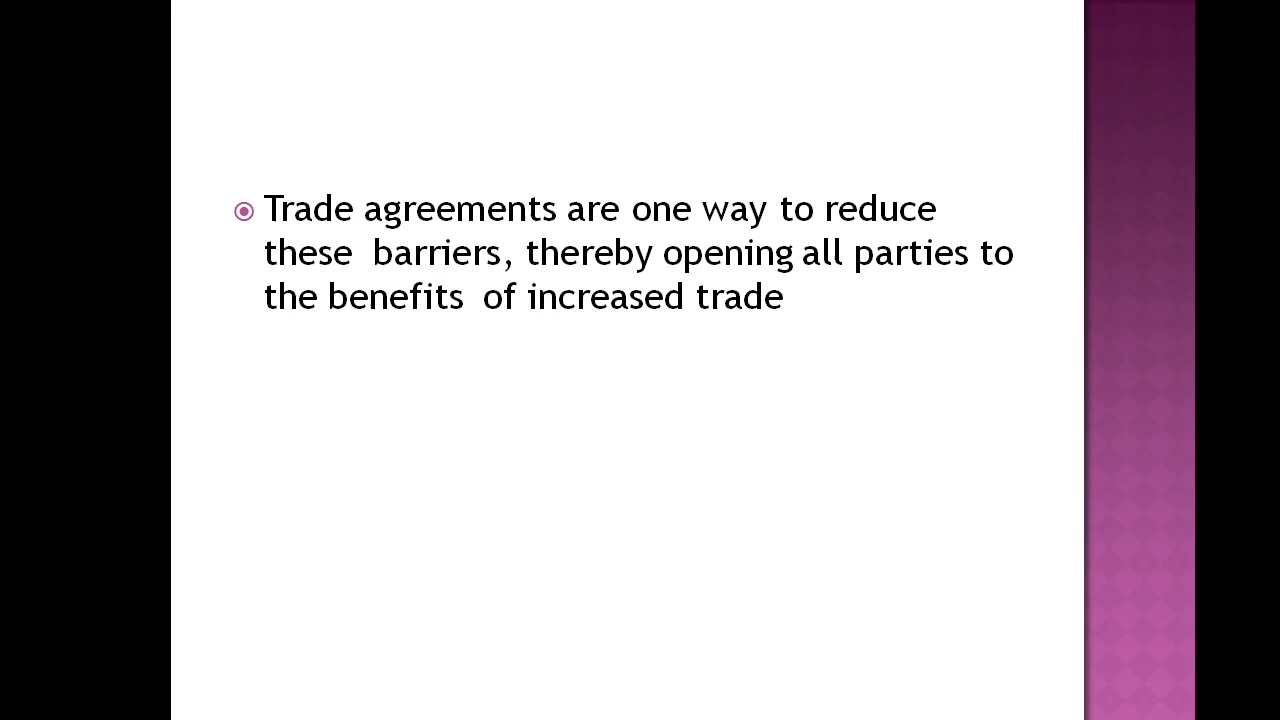 Trade agreements are one way to reduce
these  barriers, thereby opening all parties to
the benefits  of increased trade